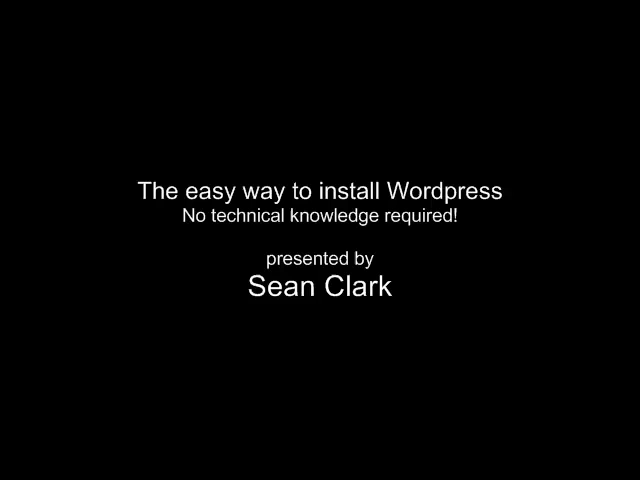 The easy way to install Wordpress
No technical knowledge required!
presented by
Sean Clark